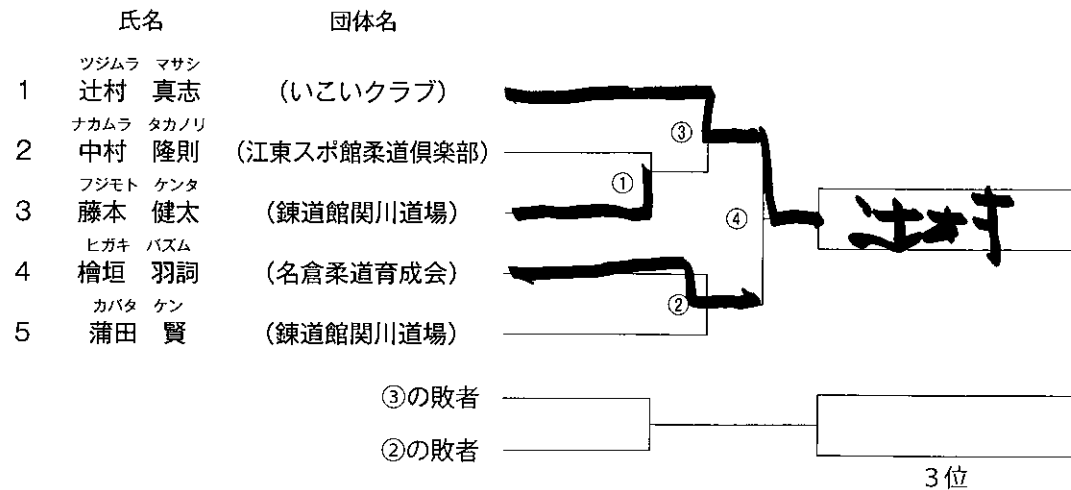 氏名 団体名
ツジムラ マサシ
1 辻村 真志 (いこいクラブ)
ナカムラ タカノリ
2 中村 隆則 (江東スポ館柔道倶楽部)
フジモト ケンタ
3 藤本 健太 (錬道館関川道場)
ヒガキ バズム
4 檜垣 羽詞 (名倉柔道育成会)
カバタ ケン
5 蒲田 賢 (錬道館関川道場)
③
①
④
②
辻村
③の敗者
②の敗者
3位